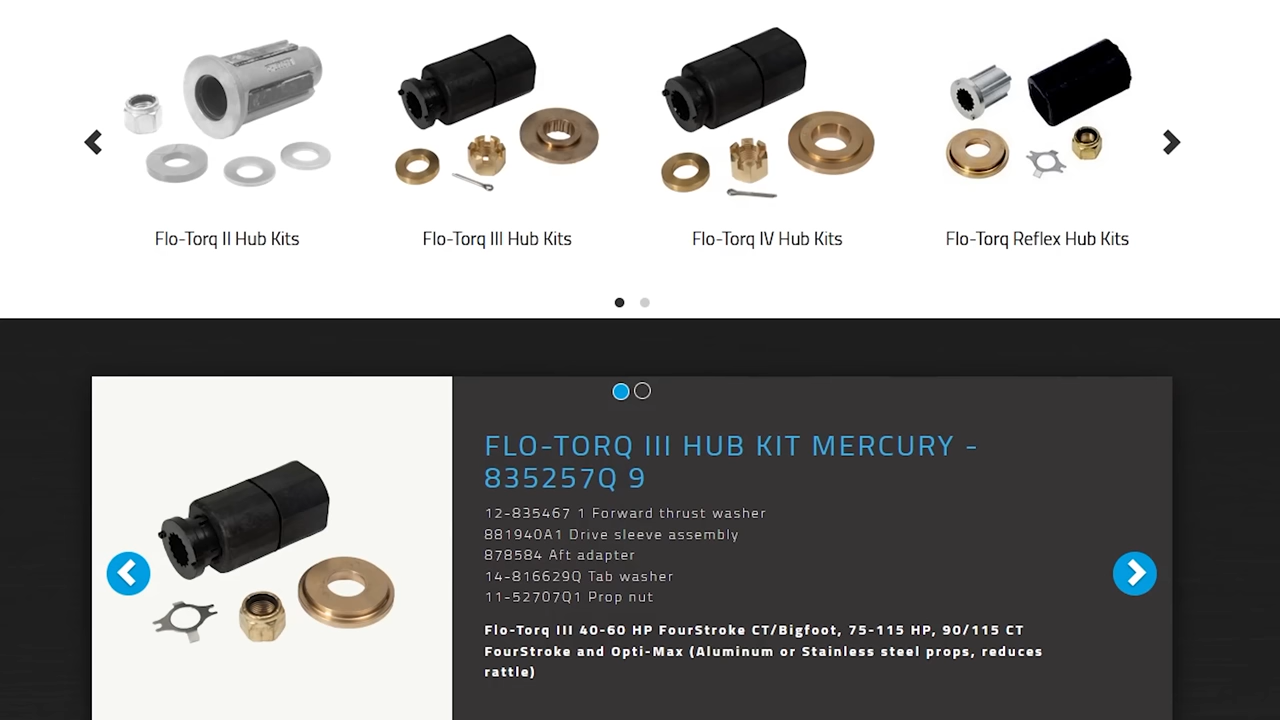 Flo-Torq II Hub Kits
Flo-Torq III Hub Kits
Flo-Torq IV Hub Kits
Flo-Torq Reflex Hub Kits
FLO-TORQ III HUB KIT MERCURY -
835257Q 9
12-835467 1 Forward thrust washer
881940A1 Drive sleeve assembly
878584 Aft adapter
14-816629Q Tab washer
11-52707Q1 Prop nut
Flo-Torq III 40-60 HP FourStroke CT/Bigfoot, 75-115 HP, 90/115 CT
FourStroke and Opti-Max (Aluminum or Stainless steel props, reduces
rattle)